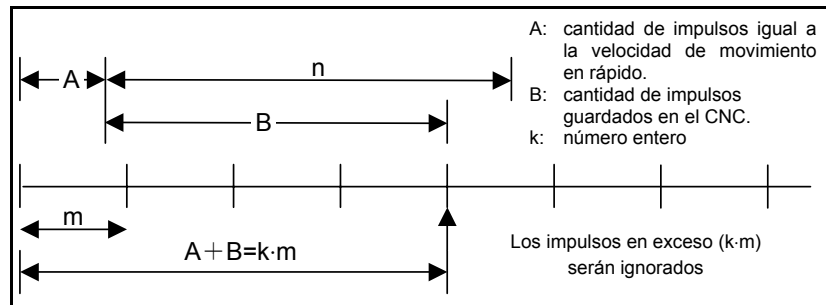 A: cantidad de impulsos igual a
la velocidad de movimiento
en rápido.
B: cantidad de impulsos
guardados en el CNC.
k: número entero
n
A
B
m
A+B=k·m
Los impulsos en exceso (k·m)
serán ignorados